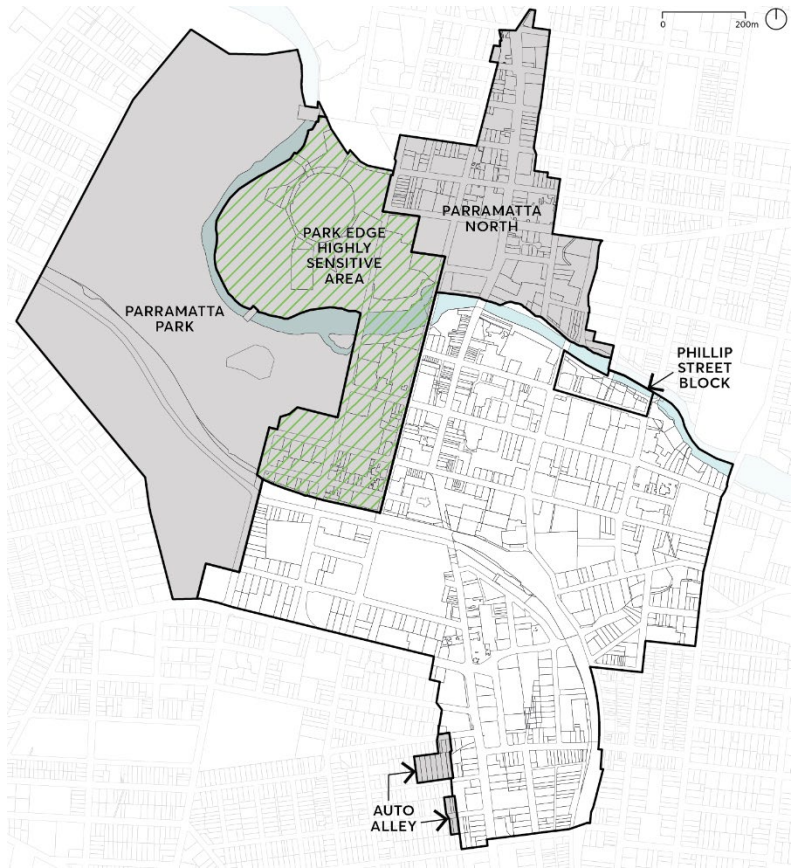 0 200m
PARRAMATTA
NORTH
PARK EDGE
HIGHLY
SENSITIVE
AREA
PARRAMATTA
PARK
PHILLIP
STREET
BLOCK
AUTO
ALLEY